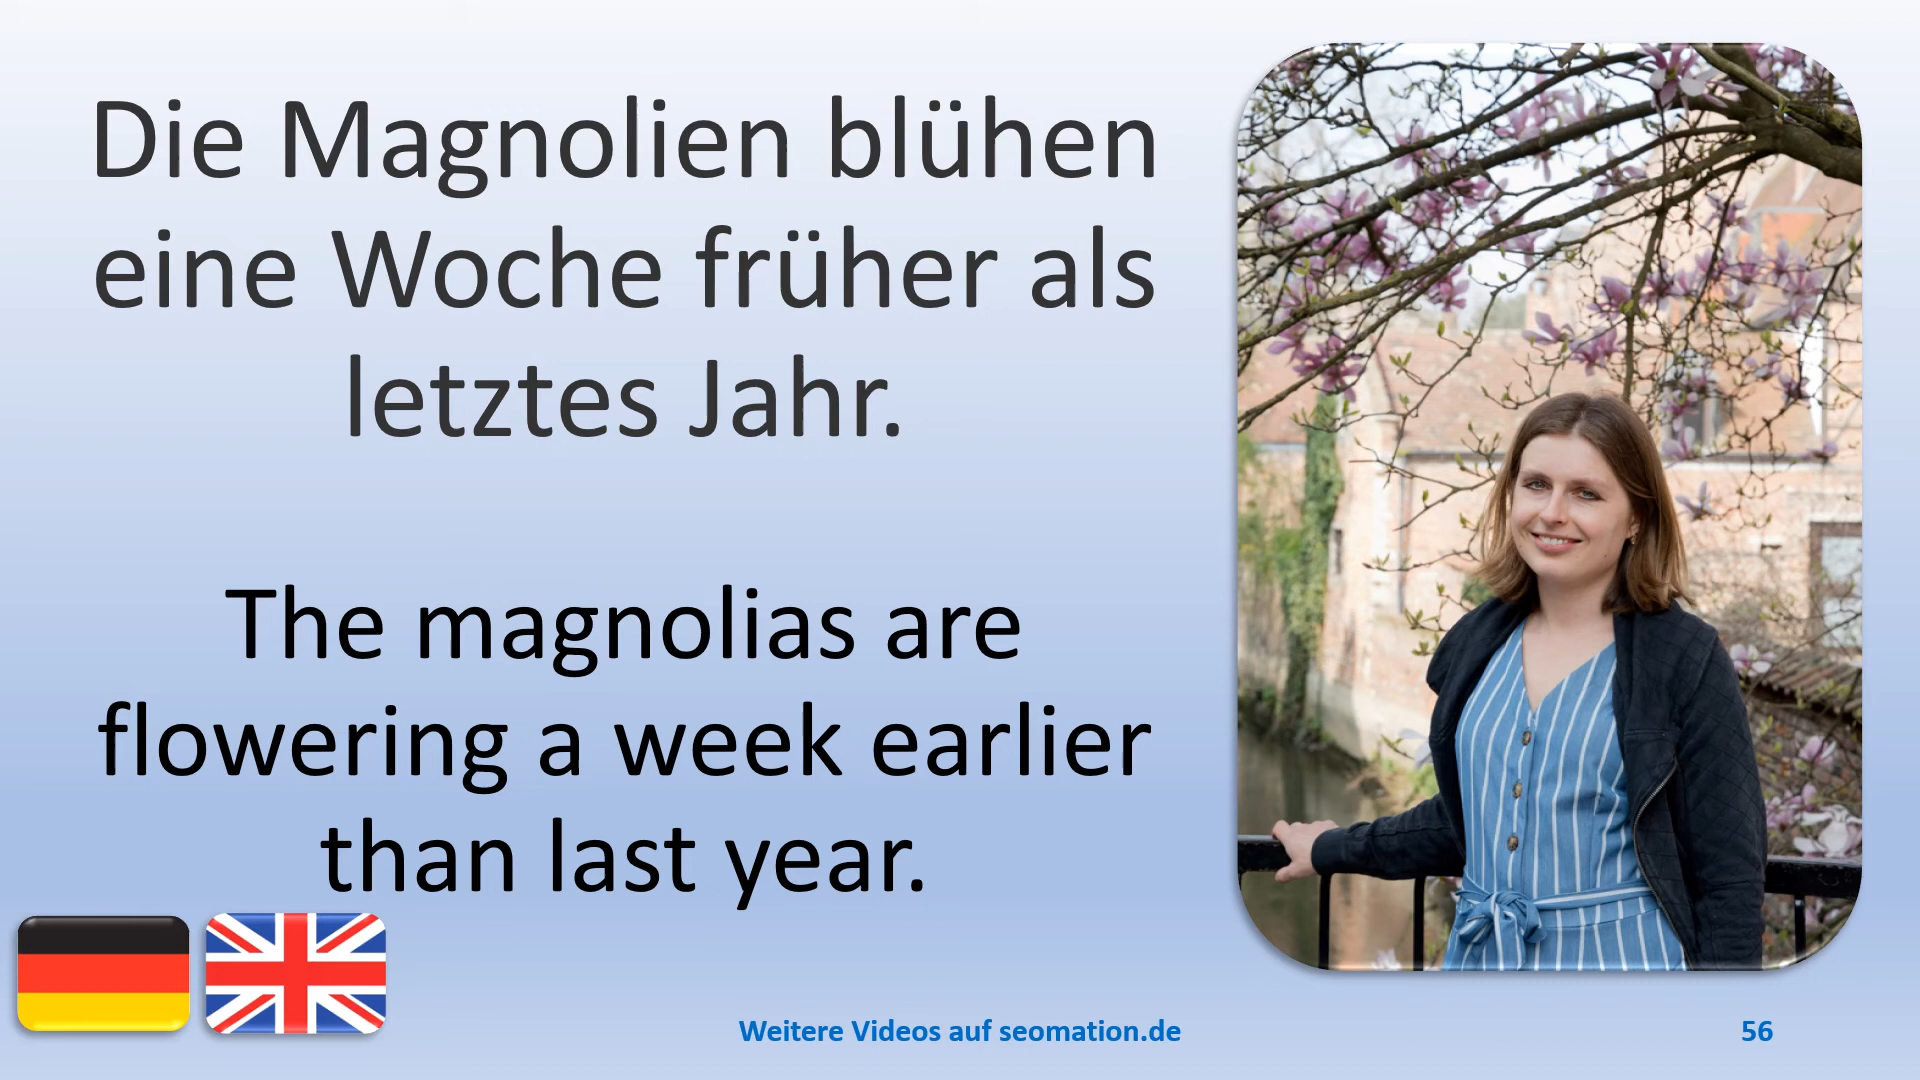 Die Magnolien blühen
eine Woche früher als
letztes Jahr.
The magnolias are
flowering a week earlier
than last year.
Weitere Videos auf seomation.de
56